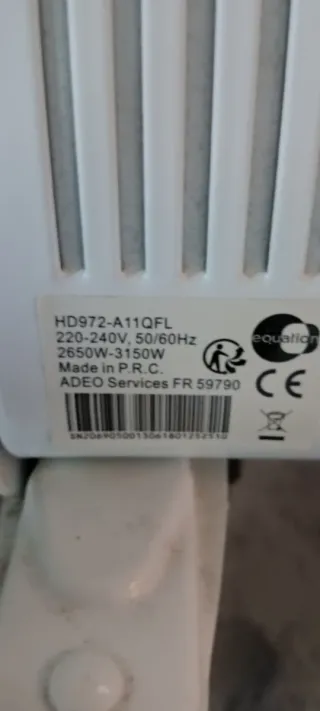 HD972-A11QFL
220-240V, 50/60Hz
2650W-3150W
Made in P.R.C.
ADEO Services FR 59790
equation
CE